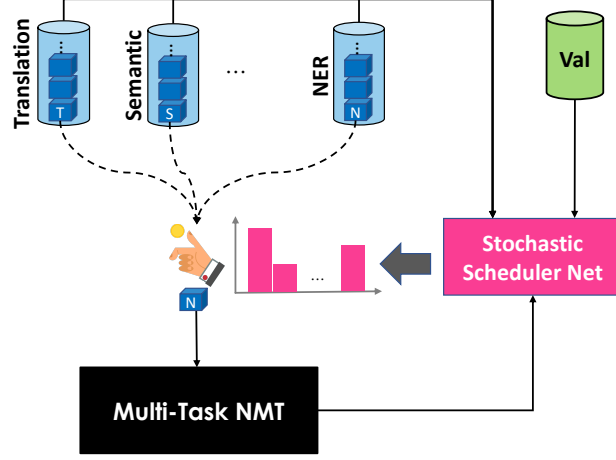 Translation
Semantic
...
NER
Val
T
S
N
Stochastic
Scheduler Net
...
N
Multi-Task NMT